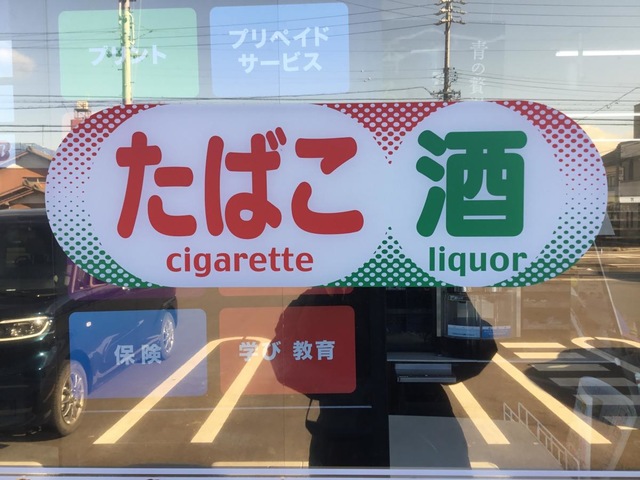 プリント
プリペイド
サービス
たばこ
cigarette
酒
liquor
保険
学び 教育